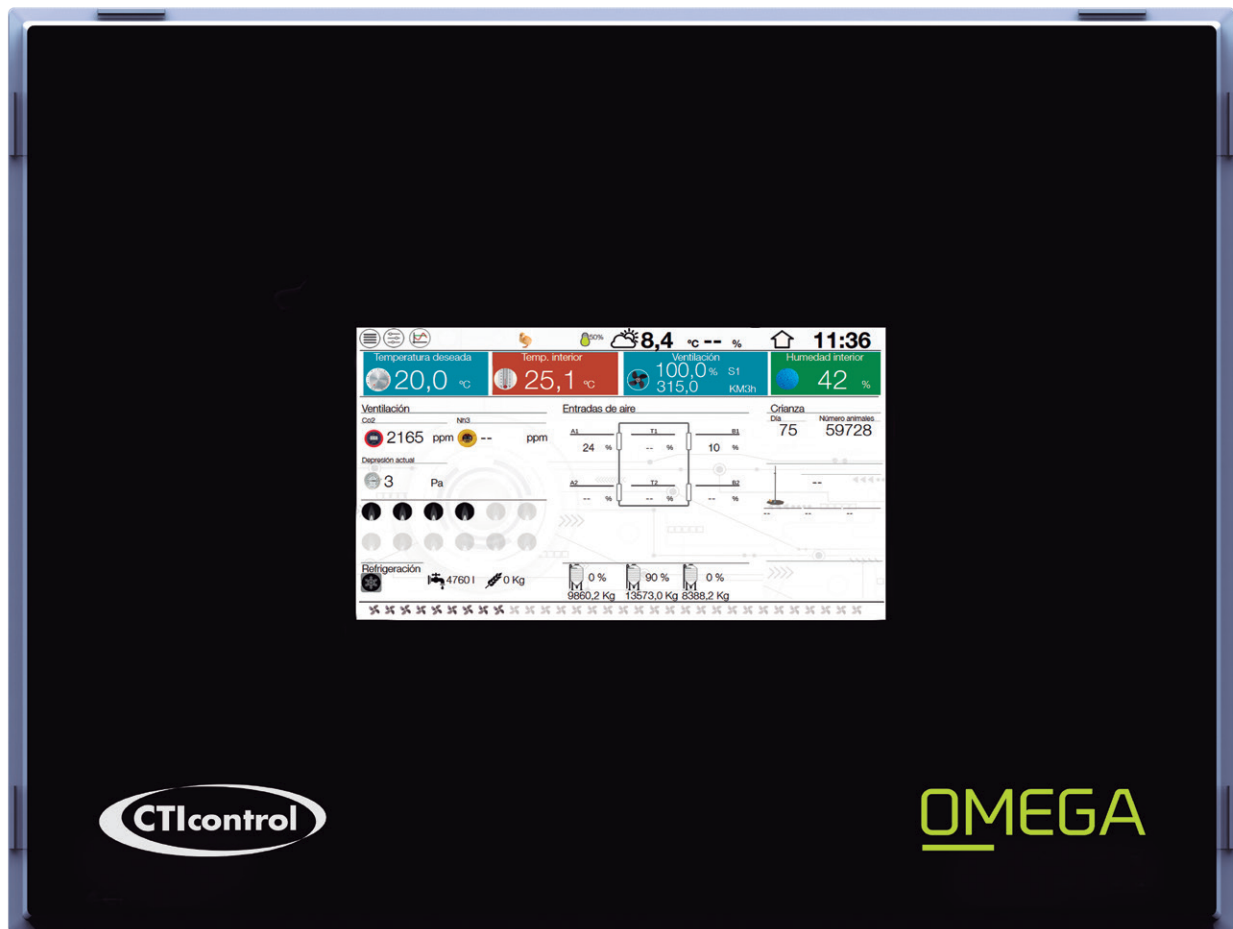 50% 8,4 ºC -- % 11:36
Temperatura deseada
20,0 ºC
Temp. interior
25,1 ºC
Ventilación
100,0 % S1
315,0 KM3h
Humedad interior
42 %
Ventilación
Co2 Nh3
2165 ppm -- ppm
Depresión actual
3 Pa
Entradas de aire
A1 T1 B1
24 % -- % 10 %
A2 T2 B2
-- % -- % -- %
Crianza
Día Número animales
75 59728
--
-- -- --
Refrigeración
4760 l 0 Kg
0 % 90 % 0 %
9860,2 Kg 13573,0 Kg 8388,2 Kg
CTIcontrol
OMEGA